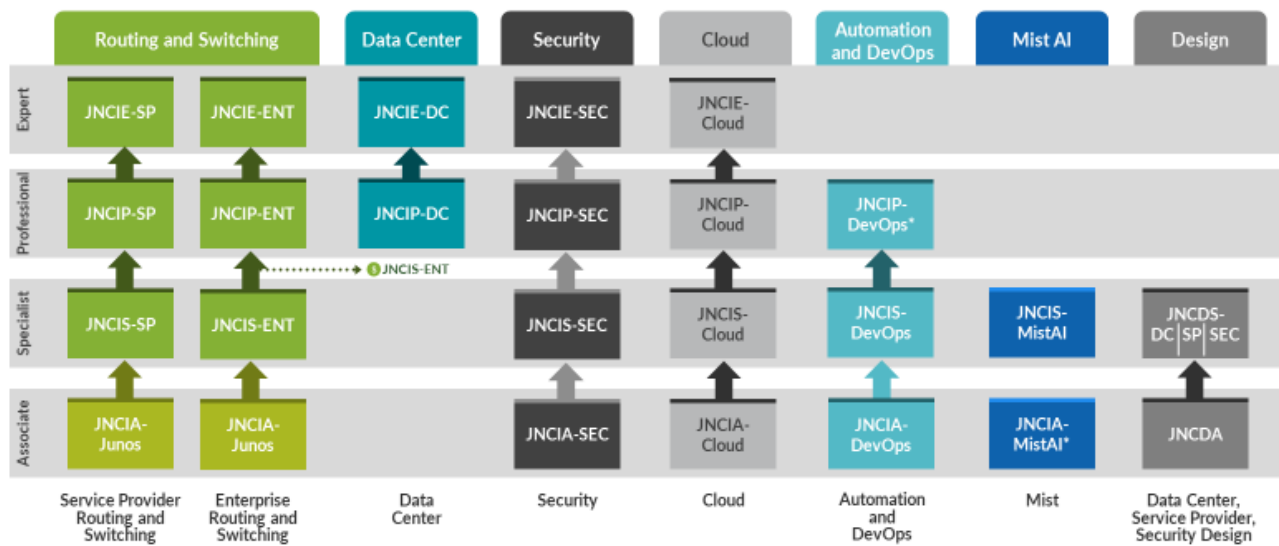 Routing and Switching
Data Center
Security
Cloud
Automation
and DevOps
Mist AI
Design
Expert
JNCIE-SP
JNCIE-ENT
JNCIE-DC
JNCIE-SEC
JNCIE-
Cloud
Professional
JNCIP-SP
JNCIP-ENT
JNCIP-DC
JNCIP-SEC
JNCIP-
Cloud
JNCIP-
DevOps*
JNCIS-ENT
Specialist
JNCIS-SP
JNCIS-ENT
JNCIS-SEC
JNCIS-
Cloud
JNCIS-
DevOps
JNCIS-
MistAI
JNCDS-
DC|SP|SEC
Associate
JNCIA-
Junos
JNCIA-
Junos
JNCIA-SEC
JNCIA-
Cloud
JNCIA-
DevOps
JNCIA-
MistAI*
JNCDA
Service Provider
Routing and
Switching
Enterprise
Routing and
Switching
Data
Center
Security
Cloud
Automation
and
DevOps
Mist
Data Center,
Service Provider,
Security Design